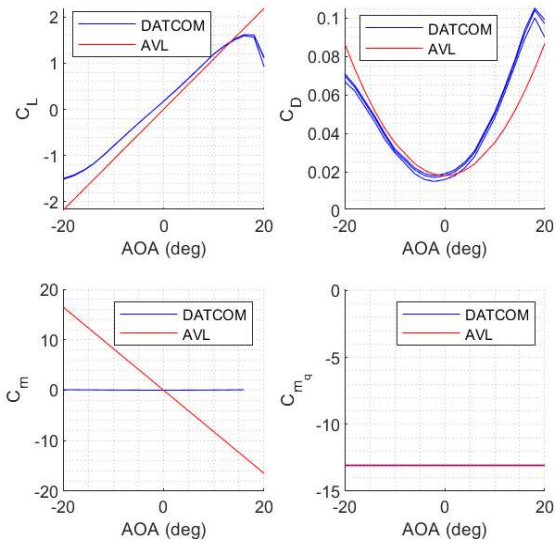 2
1
0
-1
-2
C_L
DATCOM
AVL
-20
0
20
AOA (deg)
0.1
0.08
0.06
0.04
0.02
0
C_D
DATCOM
AVL
-20
0
20
AOA (deg)
20
10
0
-10
-20
C_m
DATCOM
AVL
-20
0
20
AOA (deg)
0
-5
-10
-15
C_{m_q}
DATCOM
AVL
-20
0
20
AOA (deg)